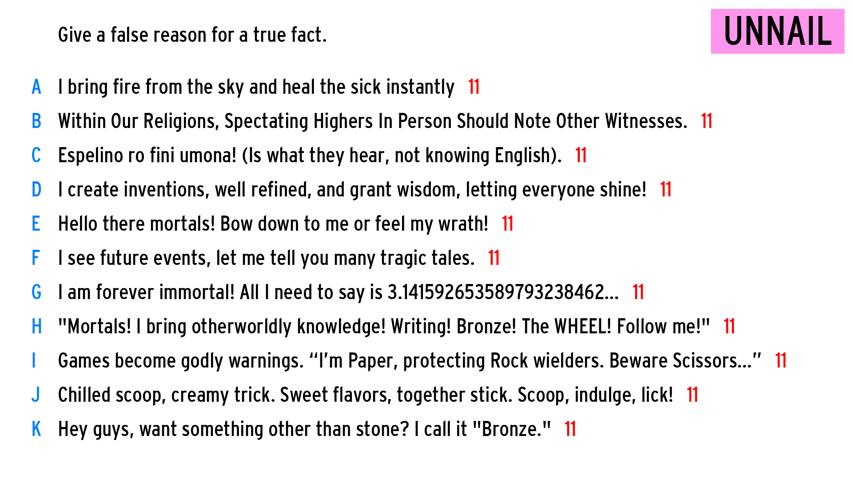 Give a false reason for a true fact.
UNNAIL
A I bring fire from the sky and heal the sick instantly 11
B Within Our Religions, Spectating Highers In Person Should Note Other Witnesses. 11
C Espelino ro fini umona! (Is what they hear, not knowing English). 11
D I create inventions, well refined, and grant wisdom, letting everyone shine! 11
E Hello there mortals! Bow down to me or feel my wrath! 11
F I see future events, let me tell you many tragic tales. 11
G I am forever immortal! All I need to say is 3.141592653589793238462... 11
H "Mortals! I bring otherworldly knowledge! Writing! Bronze! The WHEEL! Follow me!" 11
I Games become godly warnings. “I’m Paper, protecting Rock wielders. Beware Scissors...” 11
J Chilled scoop, creamy trick. Sweet flavors, together stick. Scoop, indulge, lick! 11
K Hey guys, want something other than stone? I call it "Bronze." 11